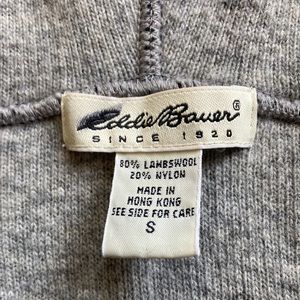 Eddie Bauer®
SINCE 1920
80% LAMBSWOOL
20% NYLON
MADE IN
HONG KONG
SEE SIDE FOR CARE
S